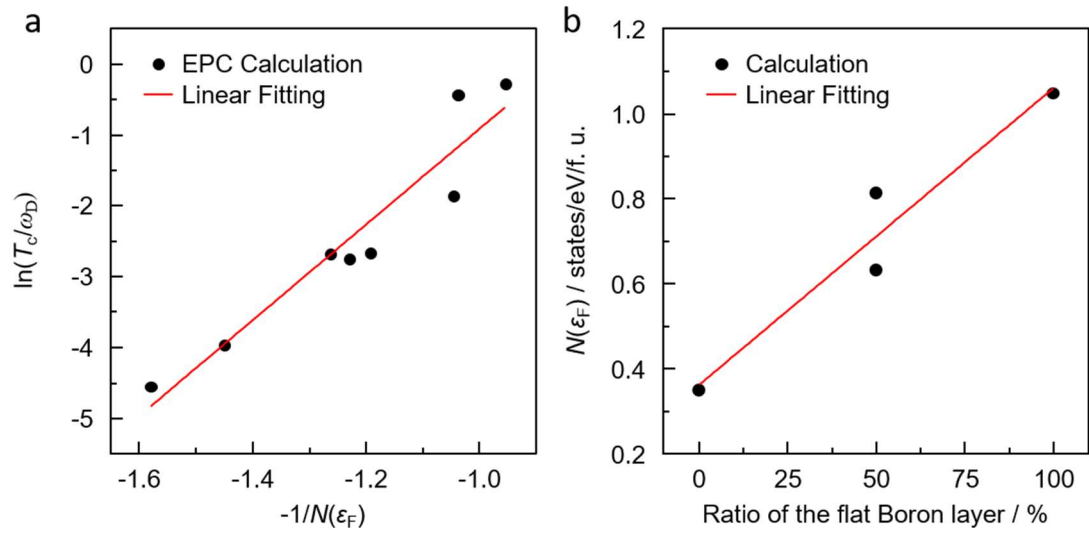 a
EPC Calculation
Linear Fitting
0
-1
-2
-3
-4
-5
ln(Tc/ωD)
-1.6
-1.4
-1.2
-1.0
-1/N(εF)
b
Calculation
Linear Fitting
1.2
1.0
0.8
0.6
0.4
0.2
N(εF) / states/eV/f. u.
0
25
50
75
100
Ratio of the flat Boron layer / %